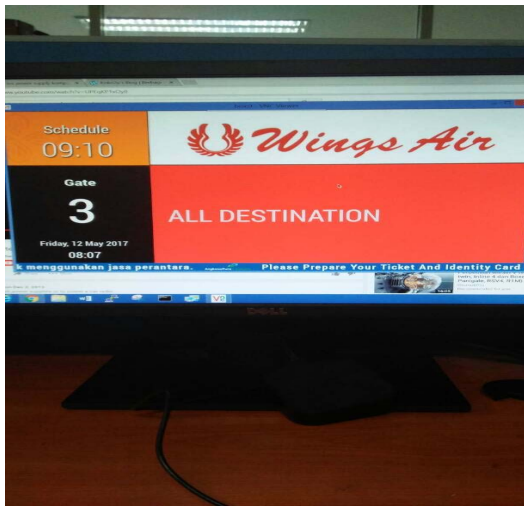 Schedule
09:10
Wings Air
Gate
3
ALL DESTINATION
Friday, 12 May 2017
08:07
k menggunakan jasa perantara.
Please Prepare Your Ticket And Identity Card
DELL